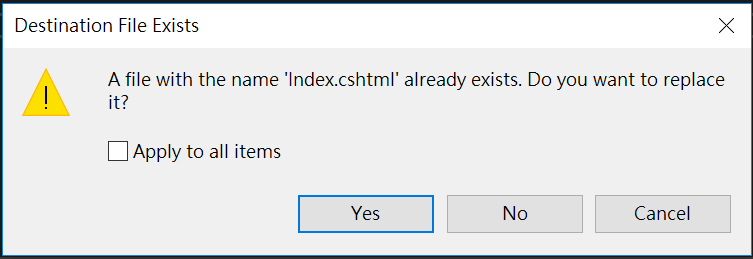 Destination File Exists
A file with the name 'Index.cshtml' already exists. Do you want to replace
it?
Apply to all items
Yes
No
Cancel